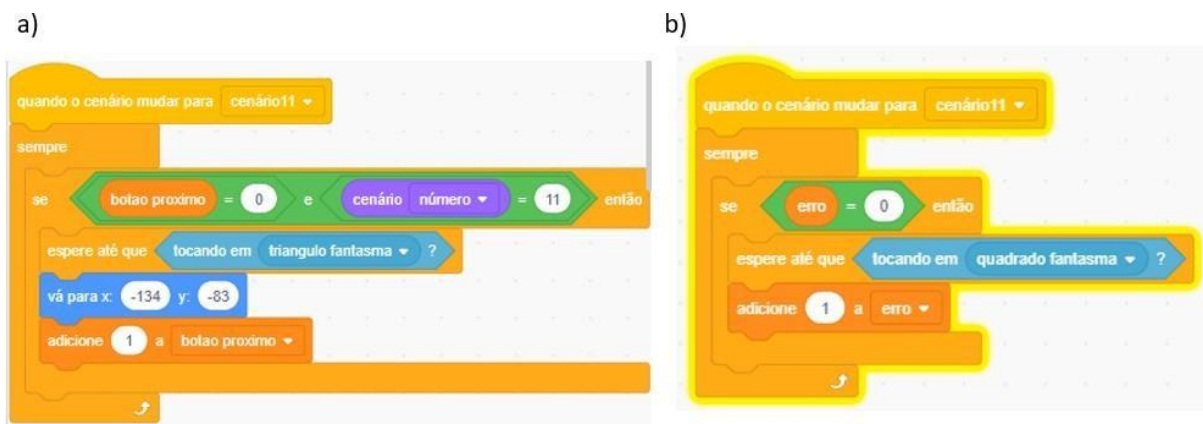 a)
quando o cenário mudar para cenário11
sempre
se bolao proximo = 0 e cenário número = 11 então
espere até que tocando em triangulo fantasma ?
vá para x: -134 y: -83
adicione 1 a bolao proximo
b)
quando o cenário mudar para cenário11
sempre
se erro = 0 então
espere até que tocando em quadrado fantasma ?
adicione 1 a erro